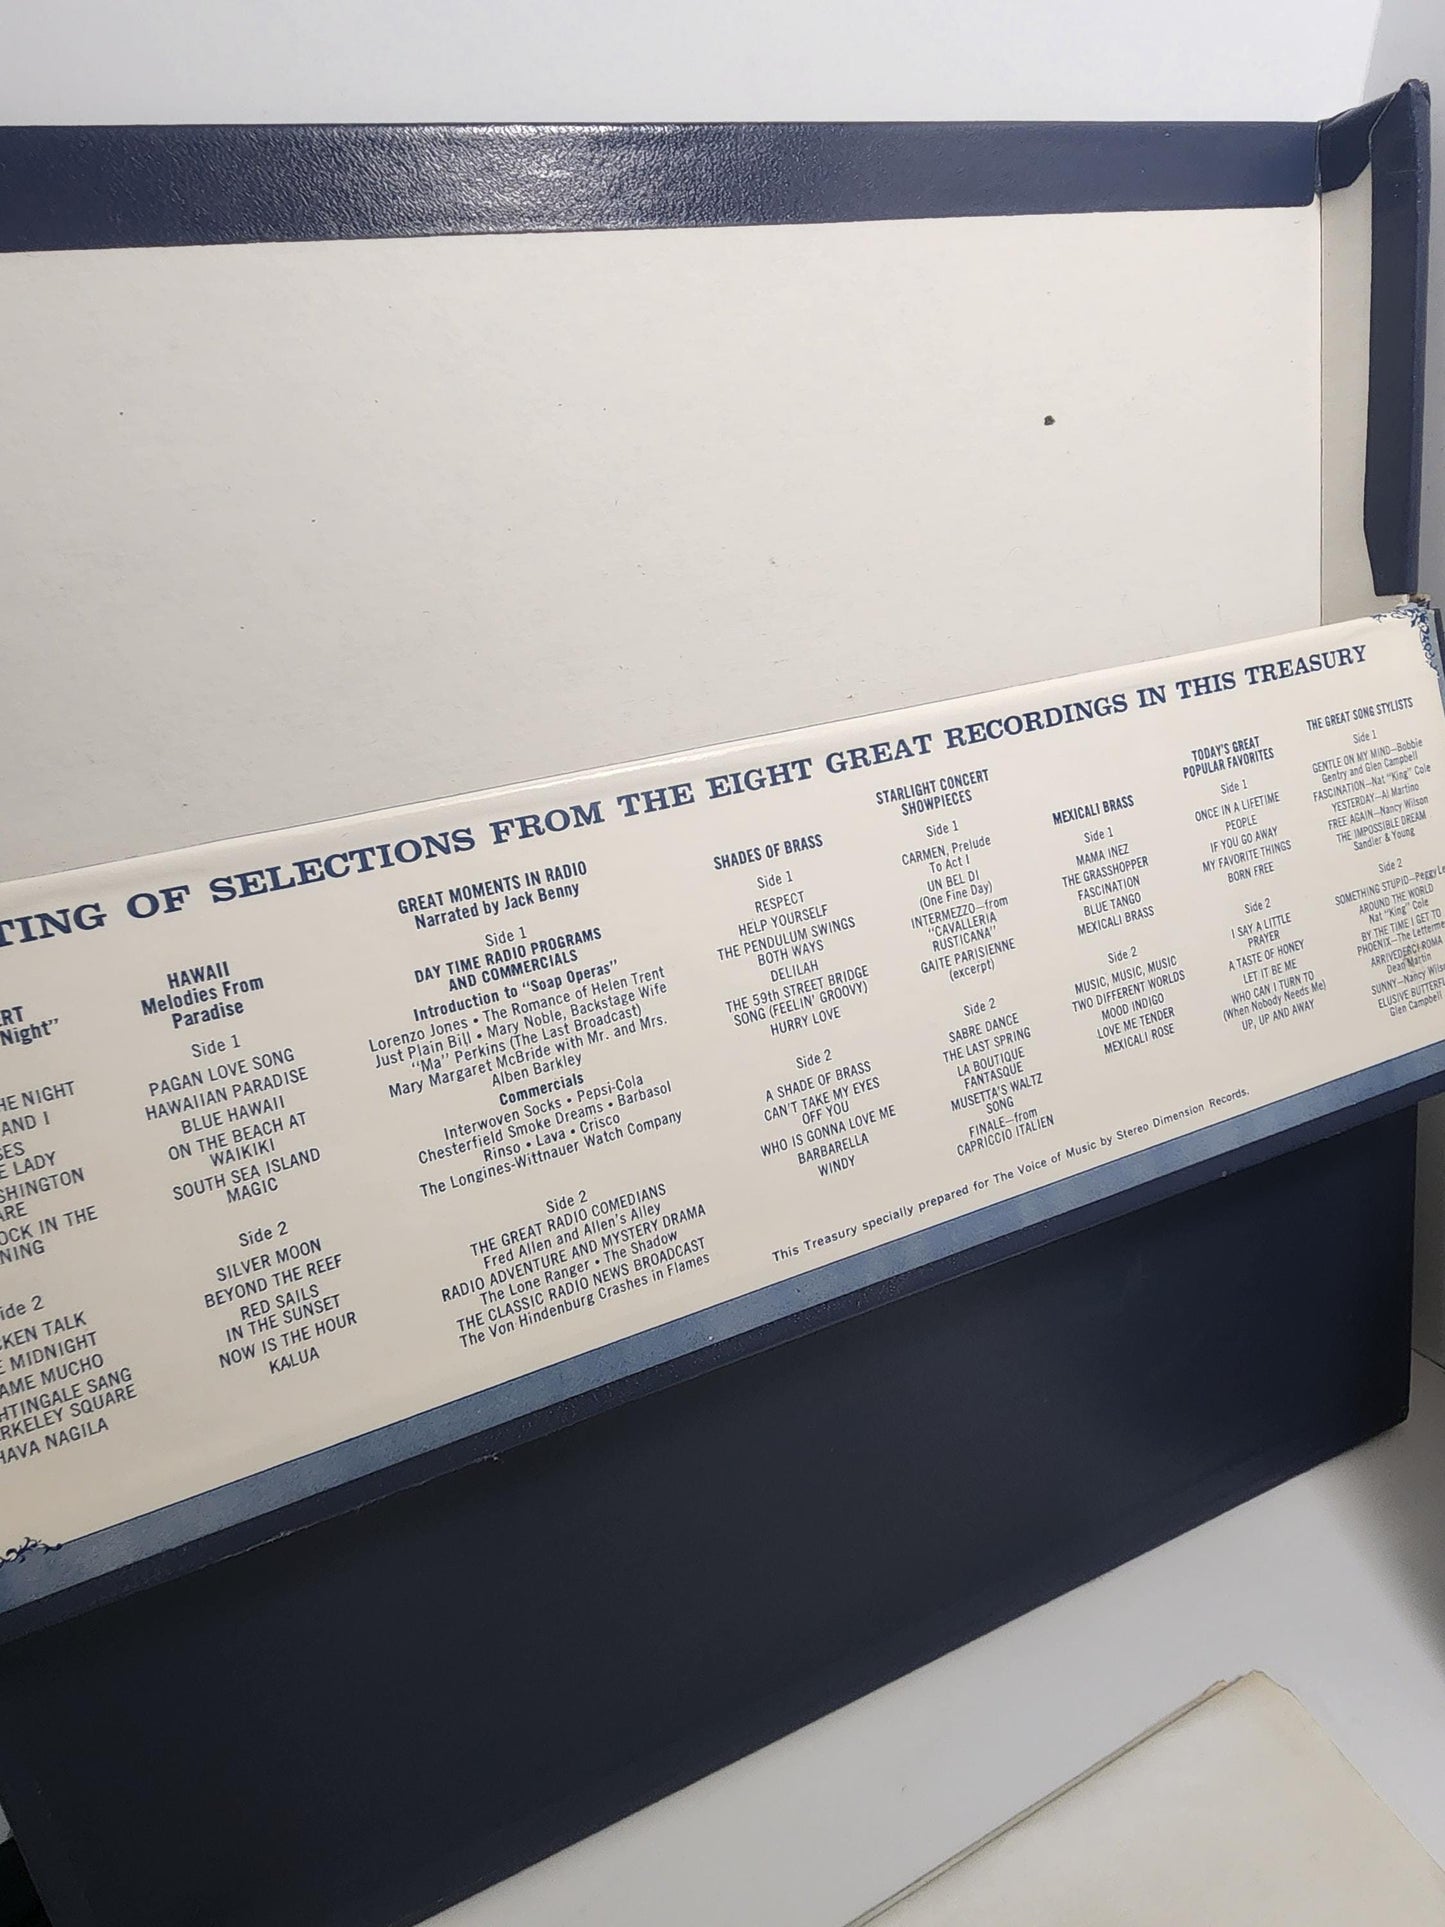 TING OF SELECTIONS FROM THE EIGHT GREAT RECORDINGS IN THIS TREASURY
Night”
HE NIGHT
AND I
LADY
OCK IN THE
Side 2
TALK
MIDNIGHT
MUCHO
SANG
SQUARE
HAVA NAGILA
HAWAII
Melodies From
Paradise
Side 1
PAGAN LOVE SONG
HAWAIIAN PARADISE
BLUE HAWAII
ON THE BEACH AT
WAIKIKI
SOUTH SEA ISLAND
MAGIC
Side 2
SILVER MOON
BEYOND THE REEF
RED SAILS
IN THE SUNSET
NOW IS THE HOUR
KALUA
GREAT MOMENTS IN RADIO
Narrated by Jack Benny
Side 1
DAY TIME RADIO PROGRAMS
AND COMMERCIALS
Introduction to “Soap Operas”
Lorenzo Jones • The Romance of Helen Trent
Just Plain Bill • Mary Noble, Backstage Wife
“Ma” Perkins (The Last Broadcast)
Mary Margaret McBride with Mr. and Mrs.
Alben Barkley
Commercials
Interwoven Socks • Pepsi-Cola
Chesterfield Smoke Dreams • Barbasol
Rinso • Lava • Crisco
The Longines-Wittnauer Watch Company
Side 2
THE GREAT RADIO COMEDIANS
Fred Allen and Allen’s Alley
RADIO ADVENTURE AND MYSTERY DRAMA
The Lone Ranger • The Shadow
THE CLASSIC RADIO NEWS BROADCAST
The Von Hindenburg Crashes in Flames
SHADES OF BRASS
Side 1
RESPECT
HELP YOURSELF
THE PENDULUM SWINGS
BOTH WAYS
DELILAH
THE 59th STREET BRIDGE
SONG (FEELIN’ GROOVY)
HURRY LOVE
Side 2
A SHADE OF BRASS
CAN’T TAKE MY EYES
OFF YOU
WHO IS GONNA LOVE ME
BARBARELLA
WINDY
STARLIGHT CONCERT
SHOWPIECES
Side 1
CARMEN, Prelude
To Act I
UN BEL DI
(One Fine Day)
INTERMEZZO—from
“CAVALLERIA
RUSTICANA”
GAITE PARISIENNE
(excerpt)
Side 2
SABRE DANCE
THE LAST SPRING
LA BOUTIQUE
FANTASQUE
MUSETTA’S WALTZ
SONG
FINALE—from
CAPRICCIO ITALIEN
MEXICALI BRASS
Side 1
MAMA INEZ
THE GRASSHOPPER
FASCINATION
BLUE TANGO
MEXICALI BRASS
Side 2
MUSIC, MUSIC, MUSIC
TWO DIFFERENT WORLDS
MOOD INDIGO
LOVE ME TENDER
MEXICALI ROSE
TODAY’S GREAT
POPULAR FAVORITES
Side 1
ONCE IN A LIFETIME
PEOPLE
IF YOU GO AWAY
MY FAVORITE THINGS
BORN FREE
Side 2
I SAY A LITTLE
PRAYER
A TASTE OF HONEY
LET IT BE ME
WHO CAN I TURN TO
(When Nobody Needs Me)
UP, UP AND AWAY
THE GREAT SONG STYLISTS
Side 1
GENTLE ON MY MIND—Bobbie
Gentry and Glen Campbell
FASCINATION—Nat “King” Cole
YESTERDAY—Al Martino
FREE AGAIN—Nancy Wilson
THE IMPOSSIBLE DREAM
Sandler & Young
Side 2
SOMETHING STUPID—Peggy Le
AROUND THE WORLD
Nat “King” Cole
BY THE TIME I GET TO
PHOENIX—The Letterme
ARRIVEDERCI ROMA
Dean Martin
SUNNY—Nancy Wils
ELUSIVE BUTTERF
Glen Campbell
This Treasury specially prepared for The Voice of Music by Stereo Dimension Records.